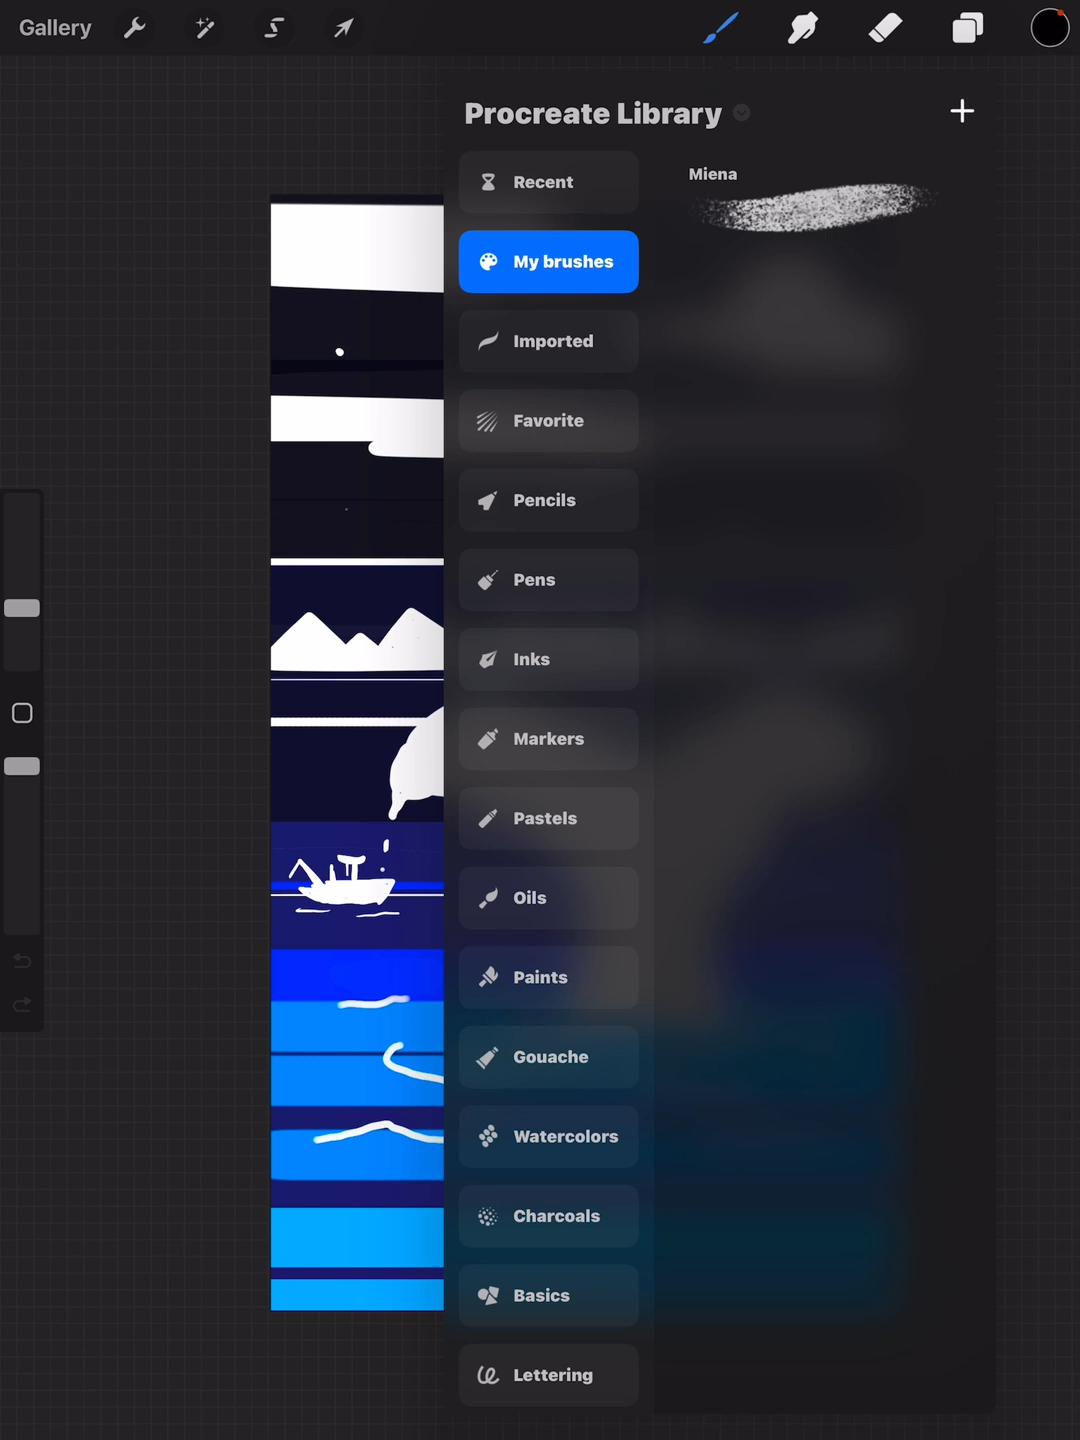 Gallery
Procreate Library
Recent
Miena
My brushes
Imported
Favorite
Pencils
Pens
Inks
Markers
Pastels
Oils
Paints
Gouache
Watercolors
Charcoals
Basics
Lettering